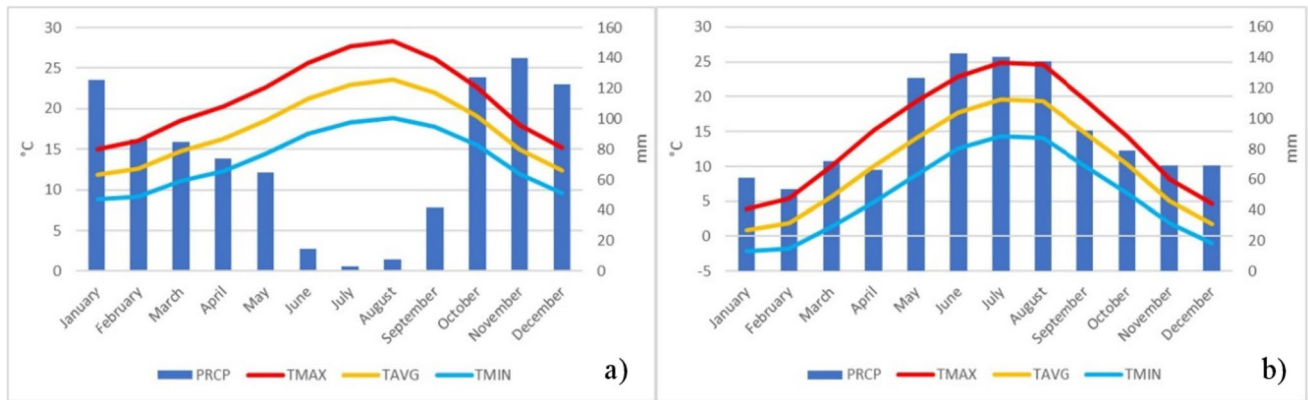 30
25
20
15
10
5
0
°C
160
140
120
100
80
60
40
20
0
mm
January
February
March
April
May
June
July
August
September
October
November
December
PRCP TMAX TAVG TMIN
a)
30
25
20
15
10
5
0
-5
°C
160
140
120
100
80
60
40
20
0
mm
January
February
March
April
May
June
July
August
September
October
November
December
PRCP TMAX TAVG TMIN
b)